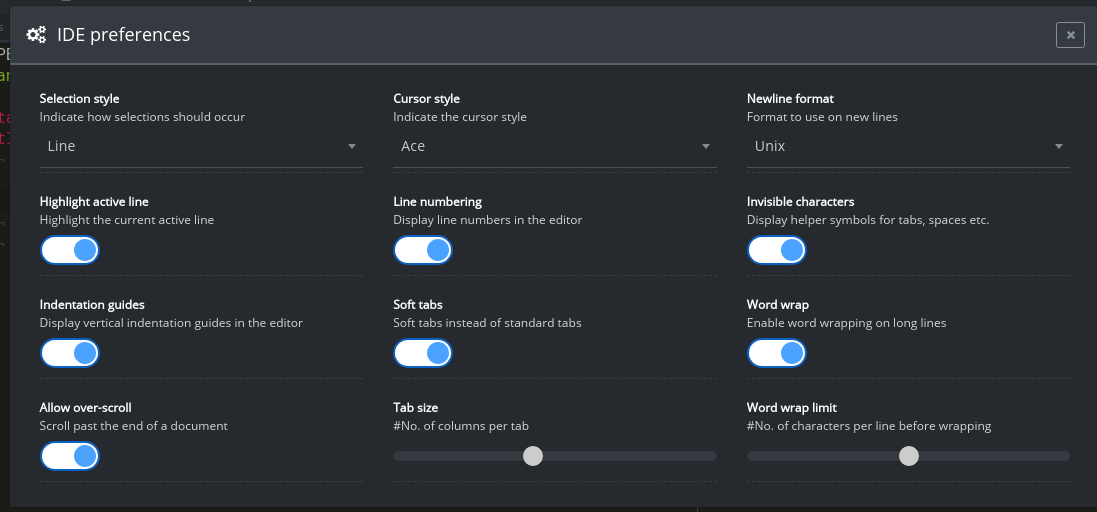 IDE preferences
Selection style
Indicate how selections should occur
Line
Cursor style
Indicate the cursor style
Ace
Newline format
Format to use on new lines
Unix
Highlight active line
Highlight the current active line
Line numbering
Display line numbers in the editor
Invisible characters
Display helper symbols for tabs, spaces etc.
Indentation guides
Display vertical indentation guides in the editor
Soft tabs
Soft tabs instead of standard tabs
Word wrap
Enable word wrapping on long lines
Allow over-scroll
Scroll past the end of a document
Tab size
#No. of columns per tab
Word wrap limit
#No. of characters per line before wrapping